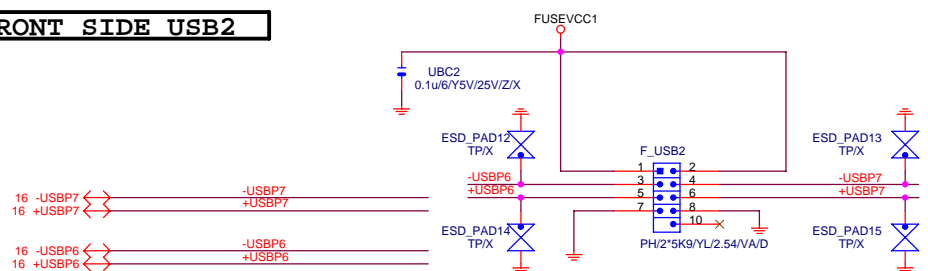 RONT SIDE USB2
FUSEVCC1
UBC2
0.1u/6/Y5V/25V/Z/X
ESD_PAD12
TP/X
F_USB2
ESD_PAD13
TP/X
1 2
-USBP6 3 4 -USBP7
+USBP6 5 6 +USBP7
7 8
10
16 -USBP7 -USBP7
16 +USBP7 +USBP7
ESD_PAD14
TP/X
PH/2*5K9/YL/2.54/VA/D
ESD_PAD15
TP/X
16 -USBP6 -USBP6
16 +USBP6 +USBP6